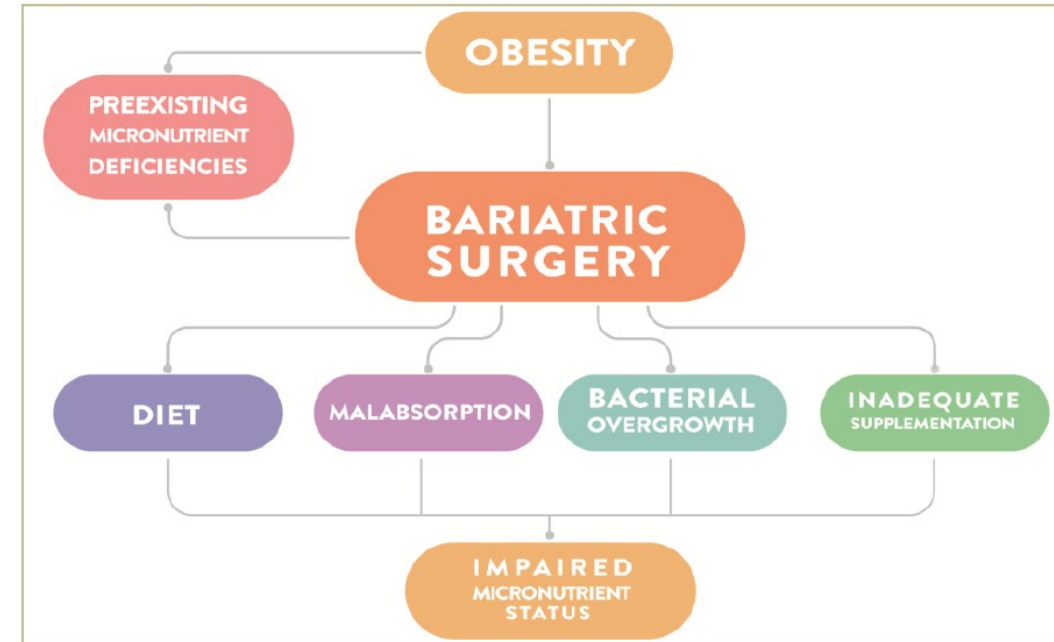 OBESITY
PREEXISTING
MICRONUTRIENT
DEFICIENCIES
BARIATRIC
SURGERY
DIET
MALABSORPTION
BACTERIAL
OVERGROWTH
INADEQUATE
SUPPLEMENTATION
IMPAIRED
MICRONUTRIENT
STATUS